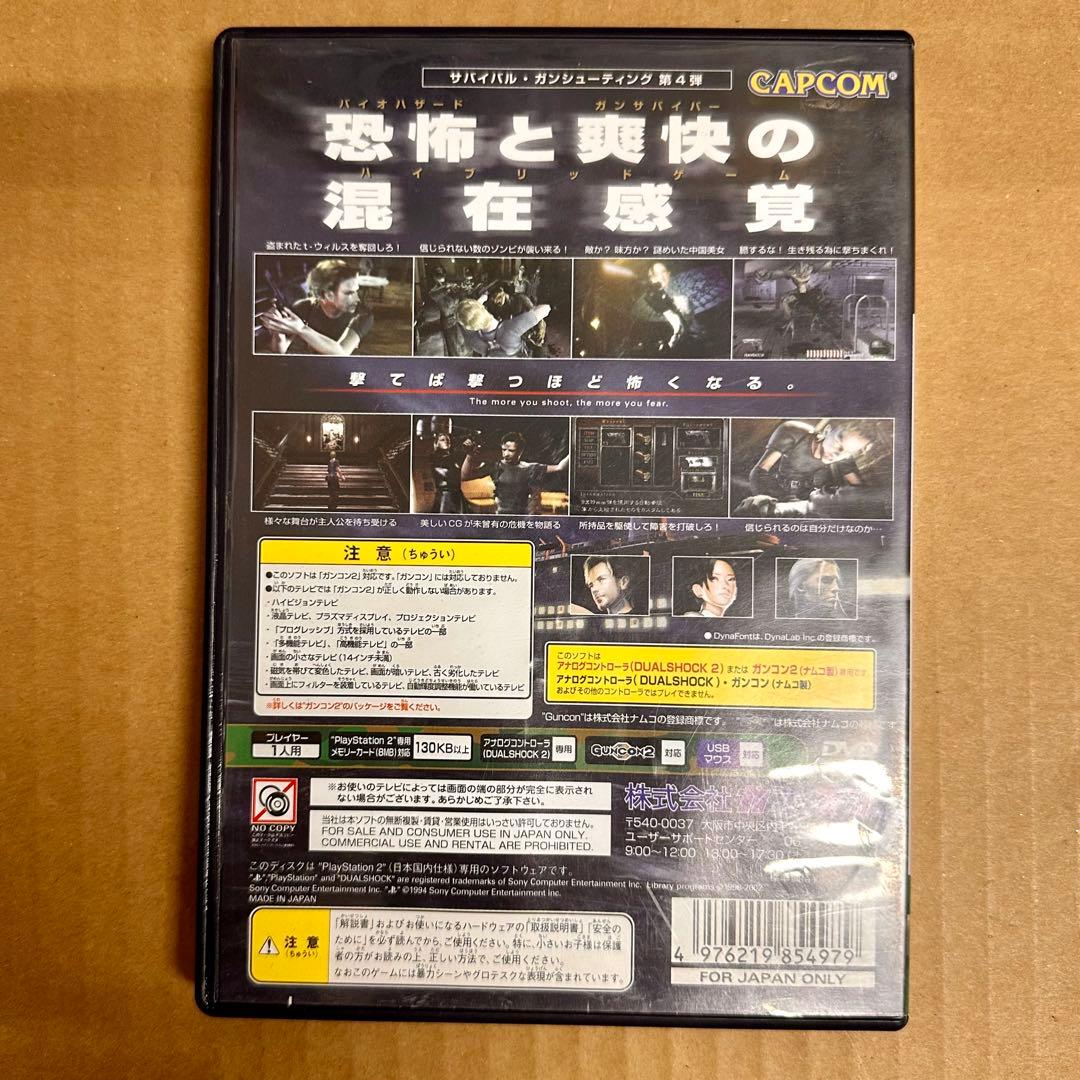 サバイバル・ガンシューティング 第4弾
CAPCOM®
バイオハザード ガンサバイバー
恐怖と爽快の
ハイブリッドゲーム
混在感覚
盗まれたt-ウィルスを奪回しろ！
信じられない数のゾンビが襲い来る！
敵か？味方か？謎めいた中国美女
臆するな！生き残る為に撃ちまくれ！
撃てば撃つほど怖くなる。
The more you shoot, the more you fear.
様々な舞台が主人公を待ち受ける
美しいCGが未曾有の危機を物語る
所持品を駆使して障害を打破しろ！
信じられるのは自分だけなのか…
注意（ちゅうい）
●このソフトは「ガンコン2」対応です。「ガンコン」には対応しておりません。
●以下のテレビでは「ガンコン2」が正しく動作しない場合があります。
・ハイビジョンテレビ
・液晶テレビ、プラズマディスプレイ、プロジェクションテレビ
・「プログレッシブ」方式を採用しているテレビの一部
・「多機能テレビ」、「高機能テレビ」の一部
・画面の小さなテレビ（14インチ未満）
・磁気を帯びて変色したテレビ、画面が暗いテレビ、古く劣化したテレビ
・画面上にフィルターを装着しているテレビ、自動輝度調整機能が働いているテレビ
※詳しくは"ガンコン2"のパッケージをご覧ください。
●DynaFontは、DynaLab Inc.の登録商標です。
このソフトは
アナログコントローラ（DUALSHOCK 2）または ガンコン2（ナムコ製）専用です
アナログコントローラ（DUALSHOCK）・ガンコン（ナムコ製）
およびその他のコントローラではプレイできません。
"Guncon"は株式会社ナムコの登録商標です。
は株式会社ナムコの商標です
プレイヤー
1人用
"PlayStation 2"専用
メモリーカード（8MB）対応
130KB以上
アナログコントローラ
（DUALSHOCK 2）
専用
GUNCON2
対応
USB
マウス
対応
NO COPY
※お使いのテレビによっては画面の端の部分が完全に表示され
ない場合がございます。あらかじめご了承下さい。
当社は本ソフトの無断複製・賃貸・営業使用はいっさい許可しておりません。
FOR SALE AND CONSUMER USE IN JAPAN ONLY.
COMMERCIAL USE AND RENTAL ARE PROHIBITED.
株式会社
〒540-0037 大阪市中央区内
ユーザーサポートセンター
9:00～12:00 13:00～17:30
このディスクは "PlayStation 2"（日本国内仕様）専用のソフトウェアです。
"PlayStation" and "DUALSHOCK" are registered trademarks of Sony Computer Entertainment Inc. Library programs ©1998-2002
Sony Computer Entertainment Inc. ©1994 Sony Computer Entertainment Inc.
MADE IN JAPAN
注意
（ちゅうい）
「解説書」およびお使いになるハードウェアの「取扱説明書」「安全の
ために」を必ず読んでから、ご使用ください。特に、小さいお子様は保護
者の方がお読みの上、正しい方法で、ご使用ください。
なおこのゲームには暴力シーンやグロテスクな表現が含まれています。
4 976219 854979
FOR JAPAN ONLY